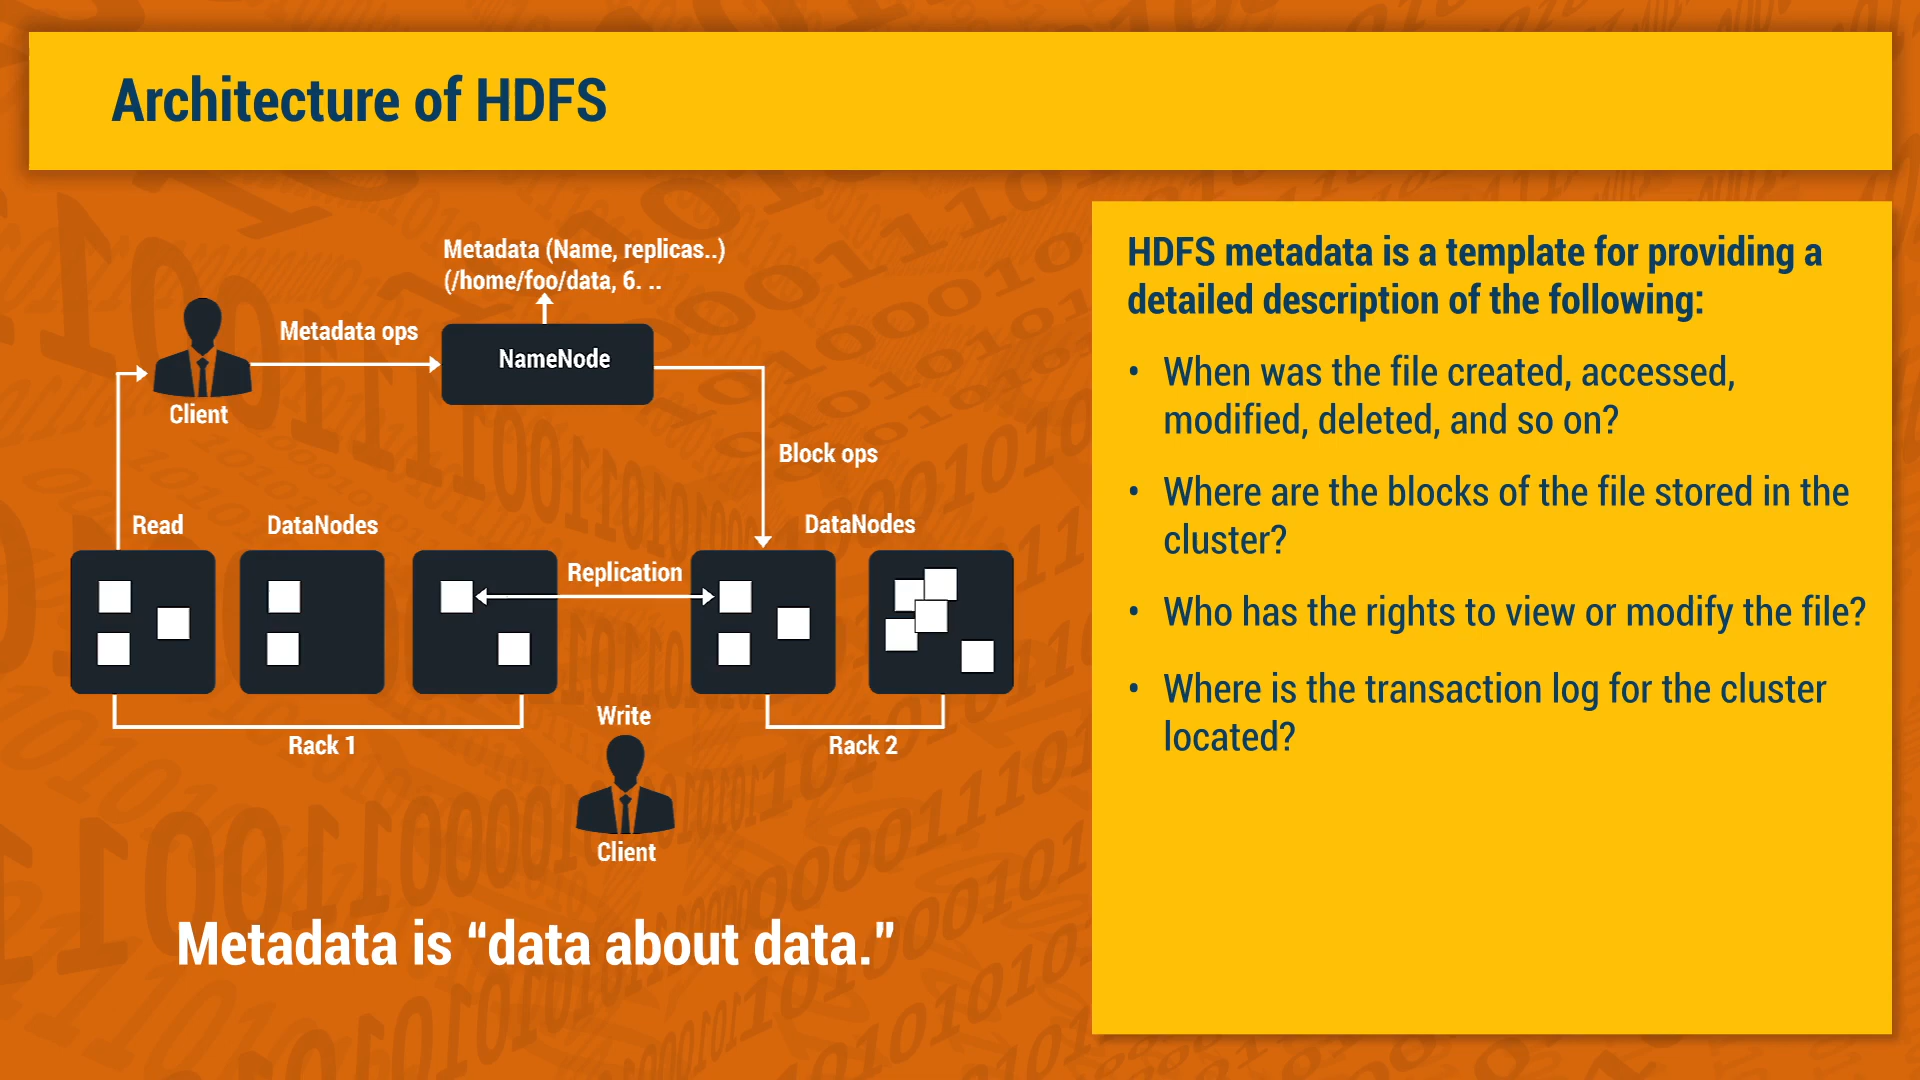 Architecture of HDFS
Metadata (Name, replicas..)
(/home/foo/data, 6. ..
Metadata ops
NameNode
Client
Block ops
Read
DataNodes
DataNodes
Replication
Rack 1
Write
Rack 2
Client
Metadata is “data about data.”
HDFS metadata is a template for providing a
detailed description of the following:
• When was the file created, accessed,
modified, deleted, and so on?
• Where are the blocks of the file stored in the
cluster?
• Who has the rights to view or modify the file?
• Where is the transaction log for the cluster
located?